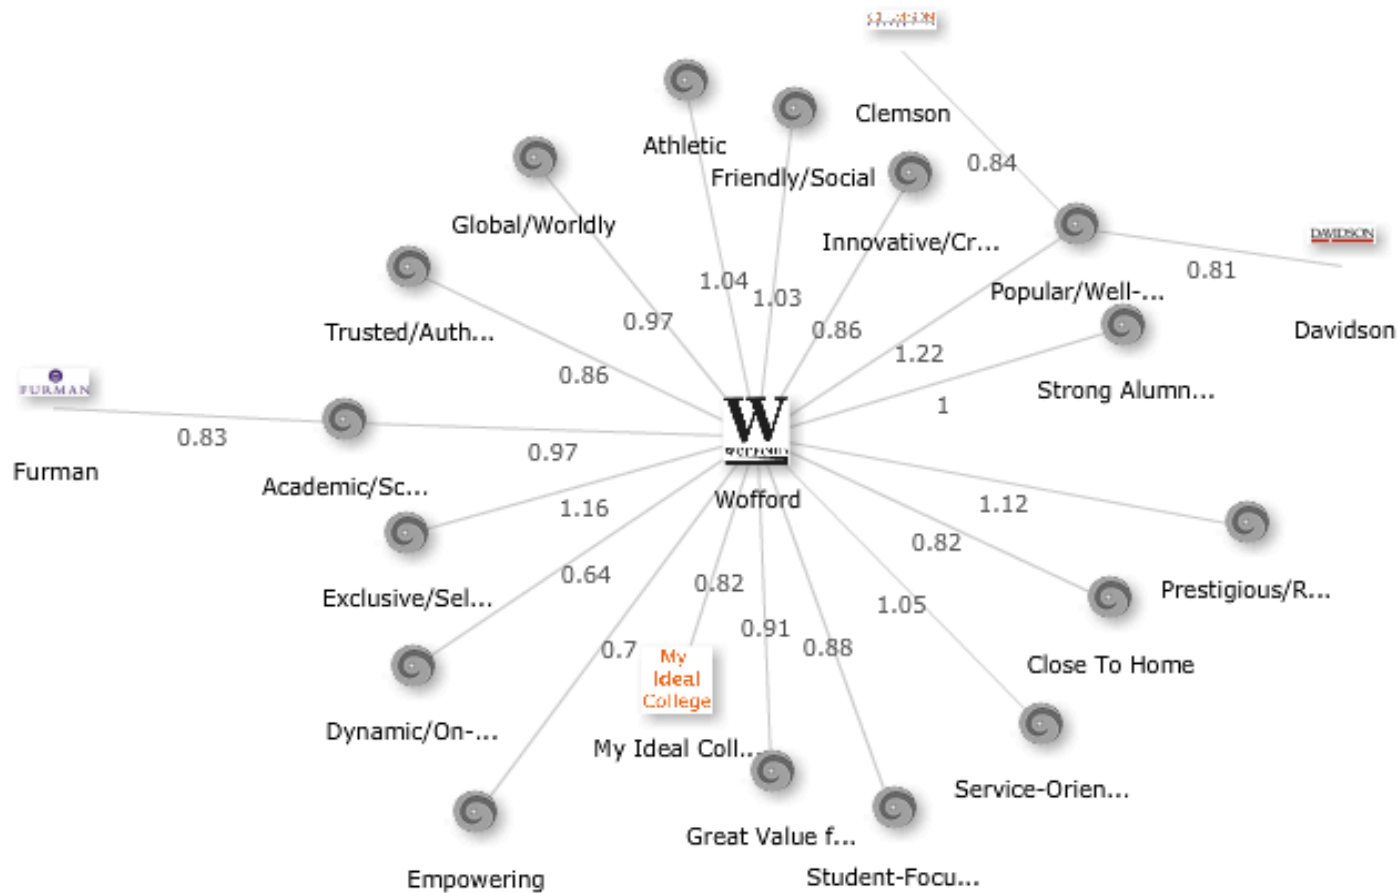 CLEMSON
Clemson
0.84
Athletic
Friendly/Social
Global/Worldly
Innovative/Cr...
DAVIDSON
0.81
Popular/Well-...
1.04
1.03
Davidson
0.97
0.86
Trusted/Auth...
1.22
0.86
Strong Alumn...
FURMAN
1
W
WOFFORD
0.83
0.97
Furman
Academic/Sc...
Wofford
1.16
1.12
0.82
0.64
0.82
Prestigious/R...
Exclusive/Sel...
1.05
0.91
0.88
0.7
My
Ideal
College
Close To Home
Dynamic/On-...
My Ideal Coll...
Service-Orien...
Great Value f...
Empowering
Student-Focu...